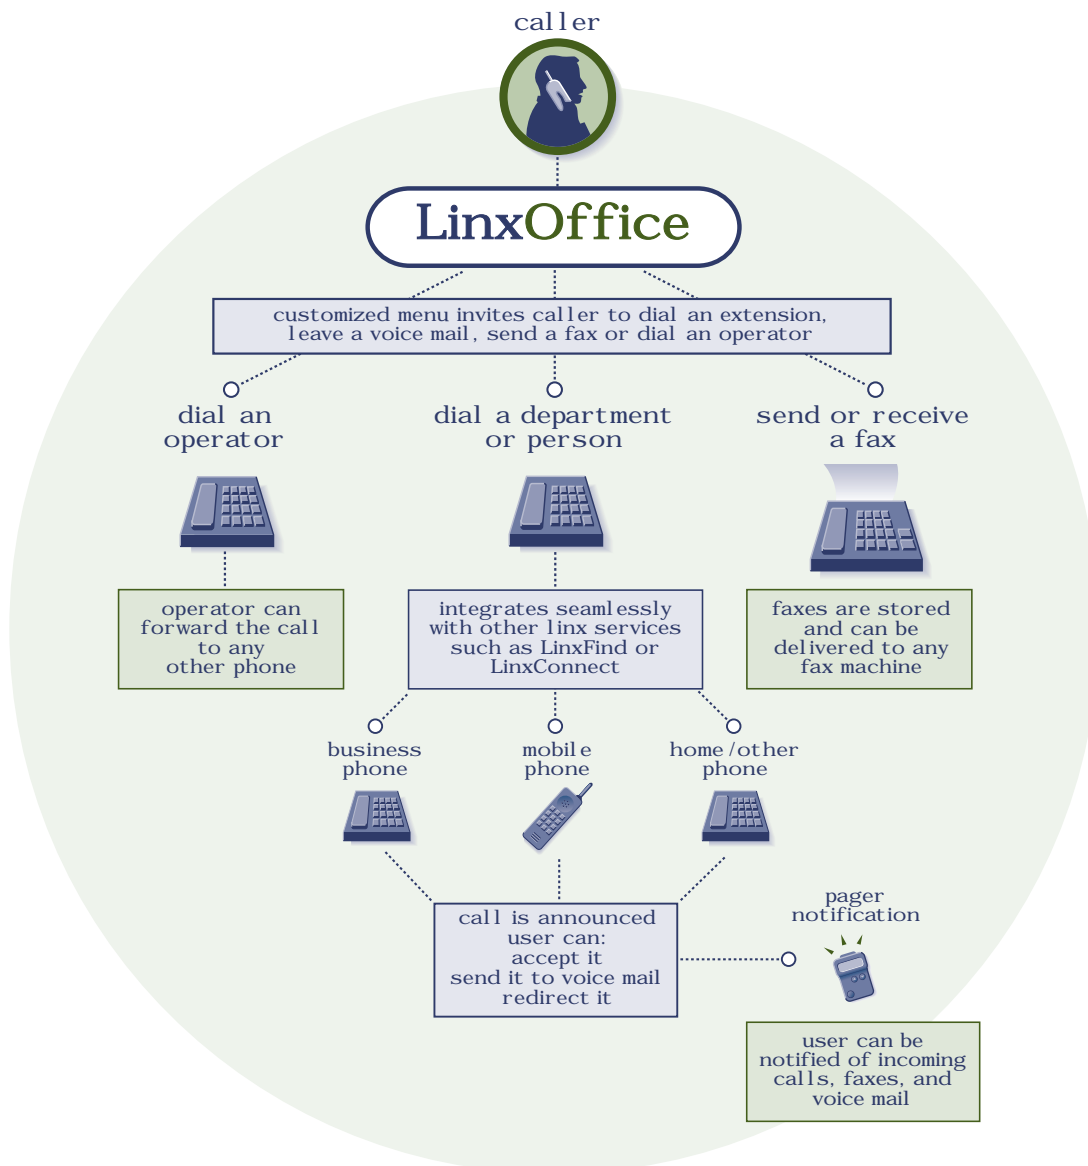 caller
LinxOffice
customized menu invites caller to dial an extension,
leave a voice mail, send a fax or dial an operator
dial an
operator
dial a department
or person
send or receive
a fax
operator can
forward the call
to any
other phone
integrates seamlessly
with other linx services
such as LinxFind or
LinxConnect
faxes are stored
and can be
delivered to any
fax machine
business
phone
mobile
phone
home/other
phone
call is announced
user can:
accept it
send it to voice mail
redirect it
pager
notification
user can be
notified of incoming
calls, faxes, and
voice mail